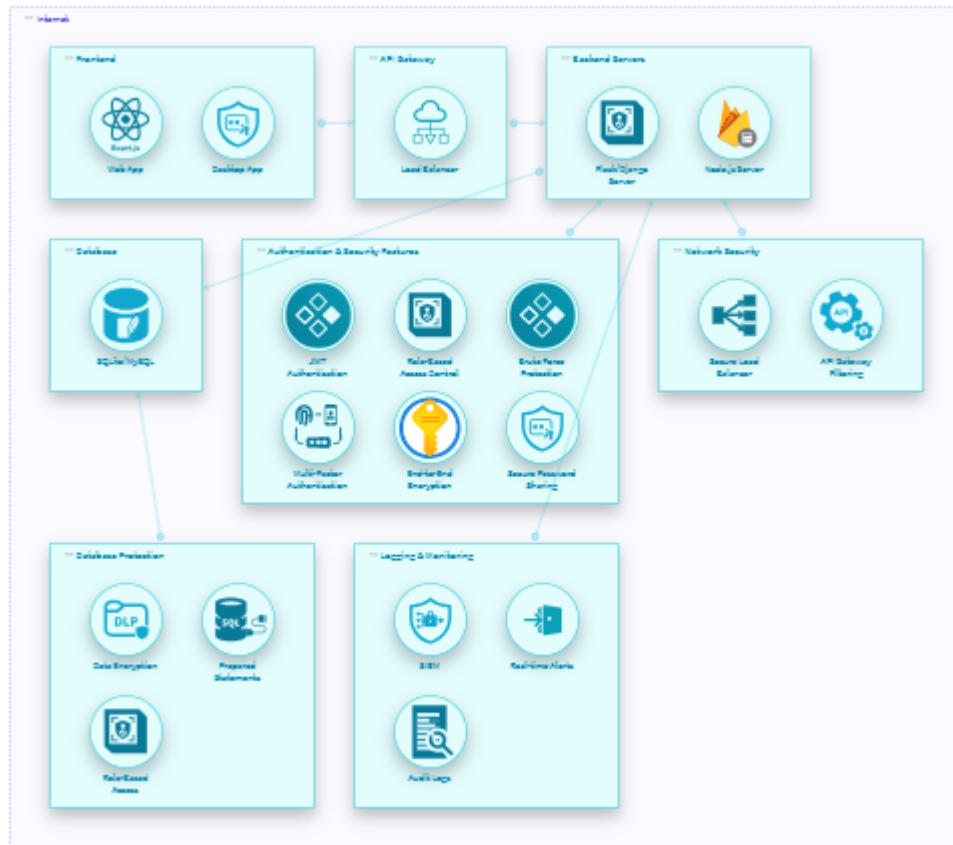 Internet
Frontend
API Gateway
Backend Servers
React.js
Web App
Desktop App
Load Balancer
Flask/Django
Server
Node.js Server
Database
Authentication & Security Features
Network Security
SQLite/MySQL
JWT
Authentication
Role-Based
Access Control
Brute Force
Protection
Secure Load
Balancer
API
API Gateway
Filtering
Multi-Factor
Authentication
End-to-End
Encryption
Secure Password
Sharing
Database Protection
Logging & Monitoring
DLP
Data Encryption
SQL
Prepared
Statements
SIEM
Real-time Alerts
Role-Based
Access
Audit Logs